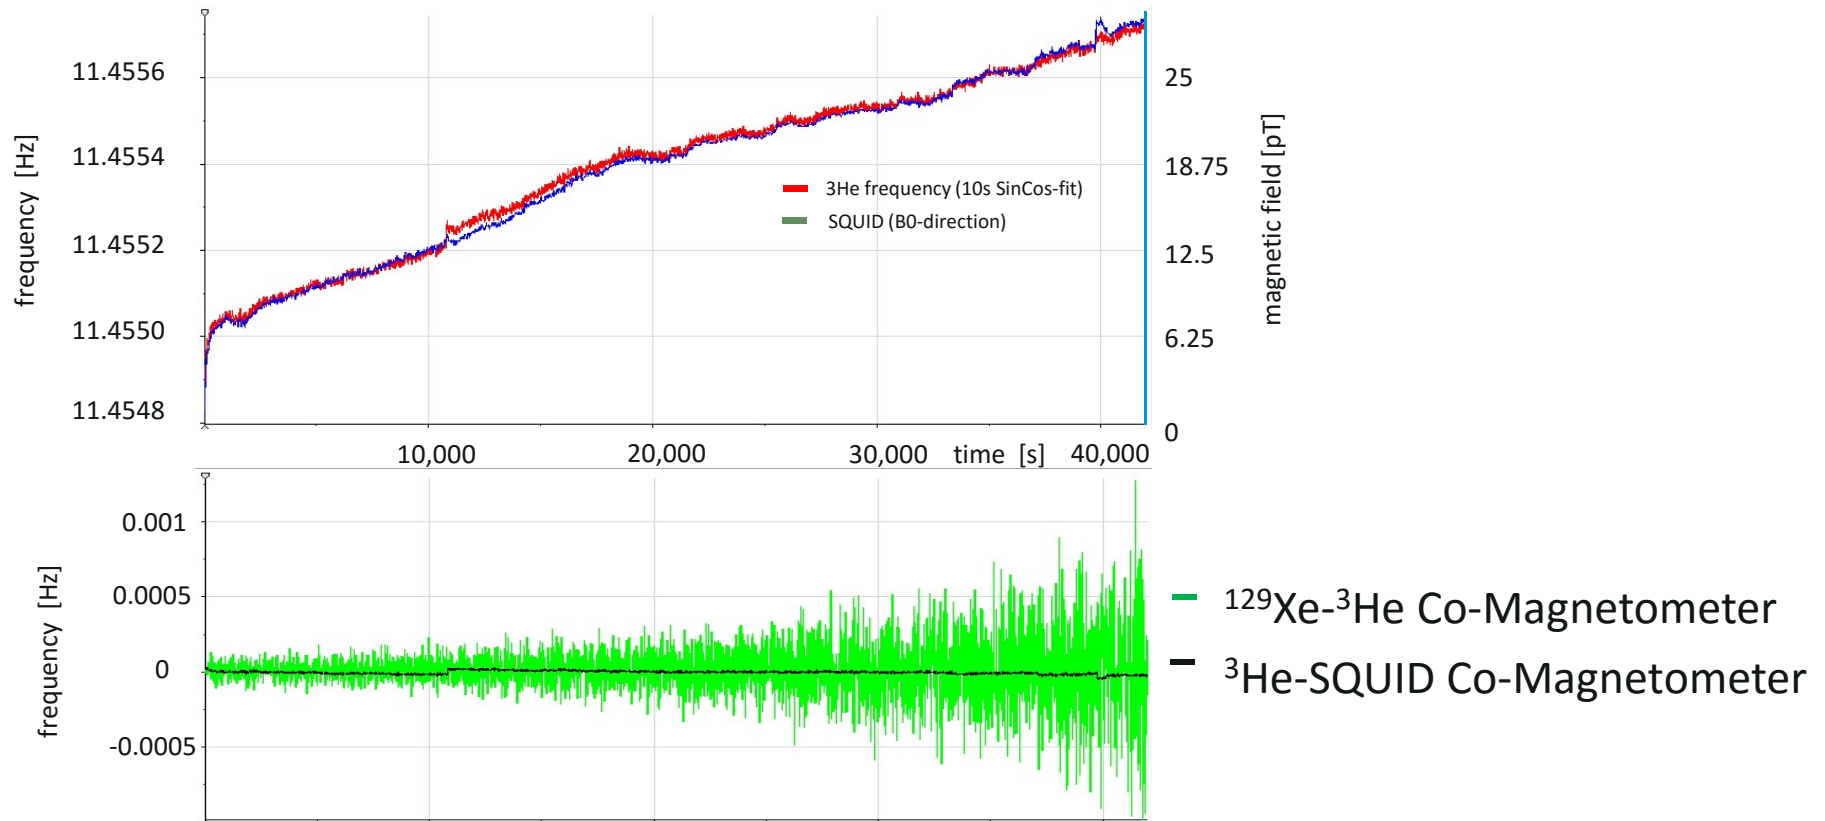 frequency [Hz]
11.4556
11.4554
11.4552
11.4550
11.4548
3He frequency (10s SinCos-fit)
SQUID (B0-direction)
25
18.75
12.5
6.25
0
magnetic field [pT]
10,000 20,000 30,000 time [s] 40,000
frequency [Hz]
0.001
0.0005
0
-0.0005
¹²⁹Xe-³He Co-Magnetometer
³He-SQUID Co-Magnetometer